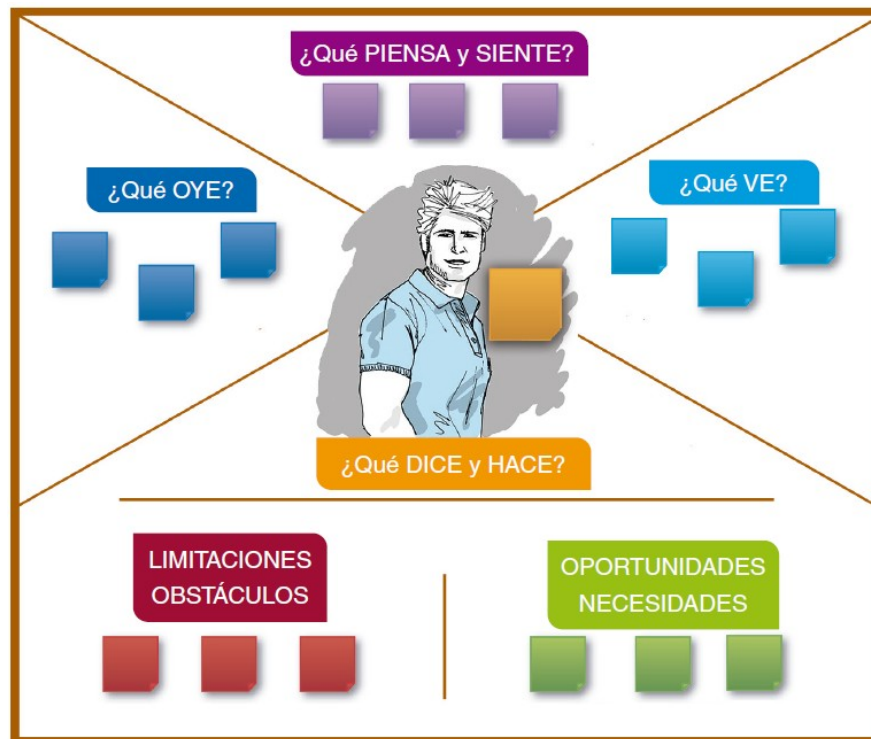 ¿Qué PIENSA y SIENTE?
¿Qué OYE?
¿Qué VE?
¿Qué DICE y HACE?
LIMITACIONES
OBSTÁCULOS
OPORTUNIDADES
NECESIDADES